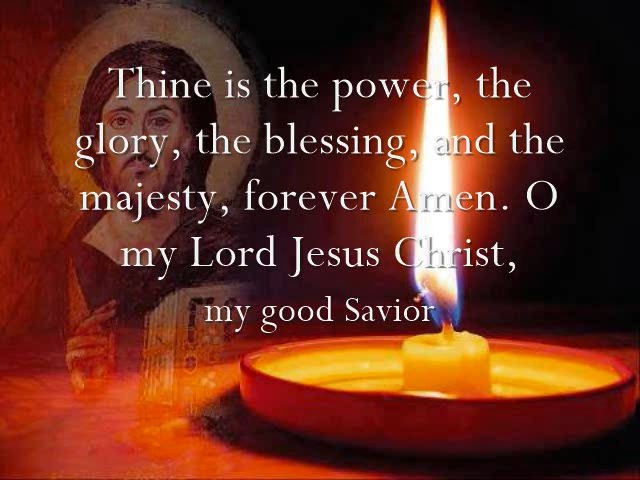 Thine is the power, the
glory, the blessing, and the
majesty, forever Amen. O
my Lord Jesus Christ,
my good Savior